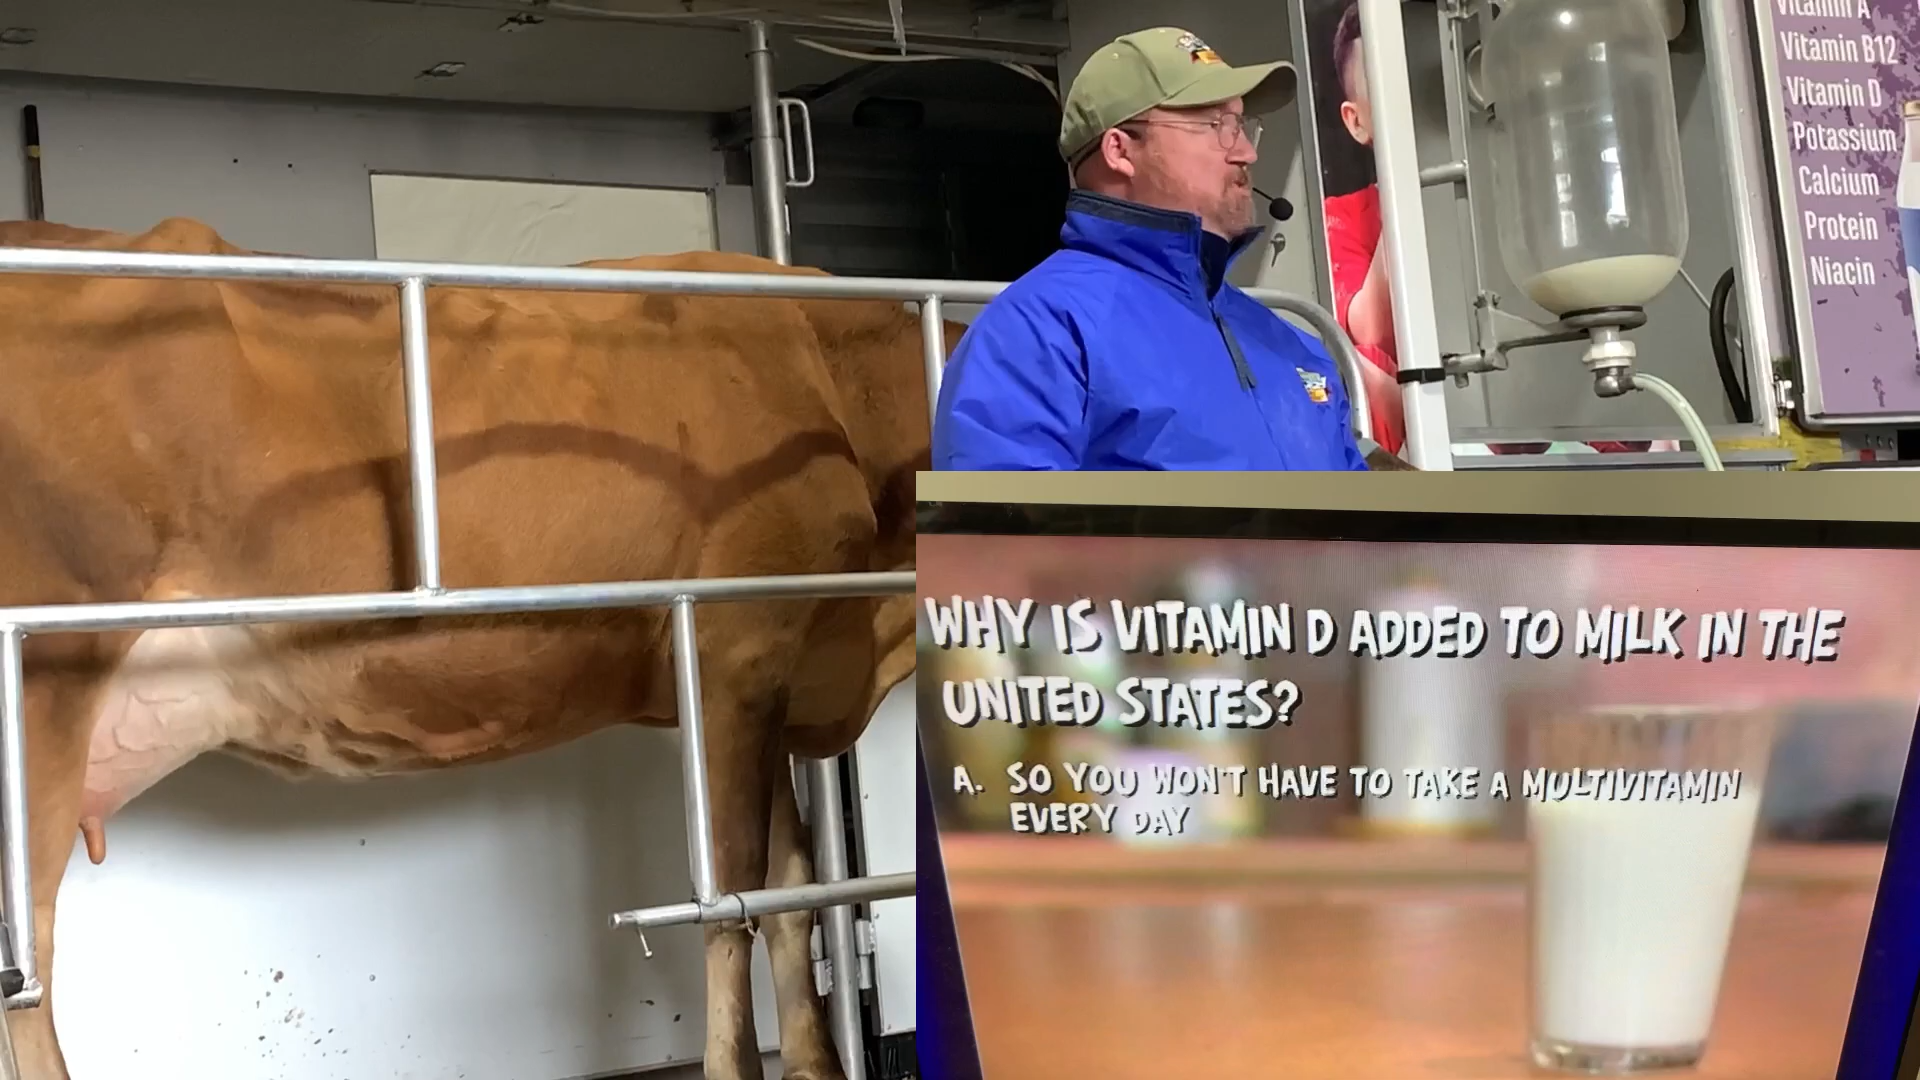 Vitamin A
Vitamin B12
Vitamin D
Potassium
Calcium
Protein
Niacin
WHY IS VITAMIN D ADDED TO MILK IN THE
UNITED STATES?
A. SO YOU WON'T HAVE TO TAKE A MULTIVITAMIN
EVERY DAY